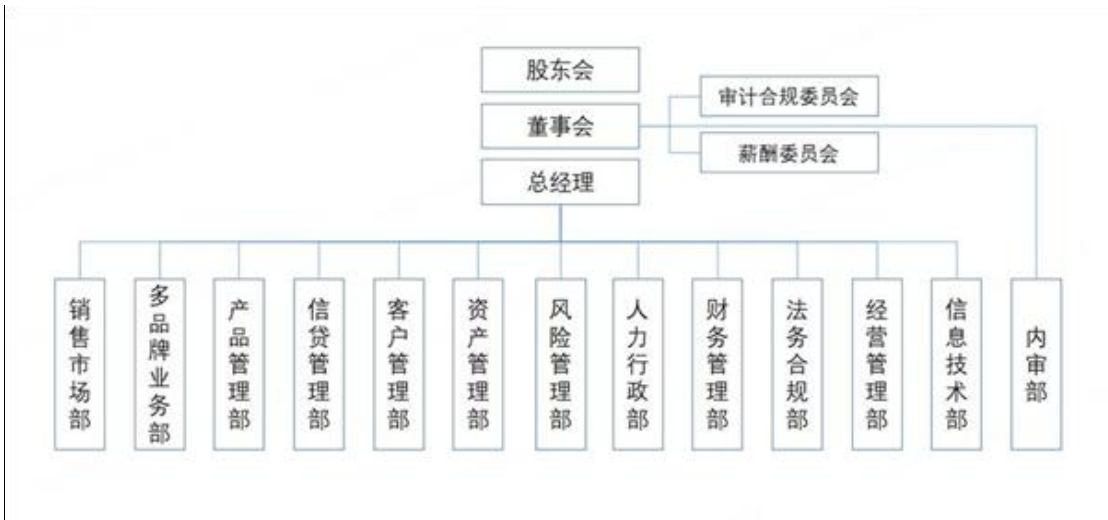 股东会
董事会
审计合规委员会
薪酬委员会
总经理
销售市场部
多品牌业务部
产品管理部
信贷管理部
客户管理部
资产管理部
风险管理部
人力行政部
财务管理部
法务合规部
经营管理部
信息技术部
内审部